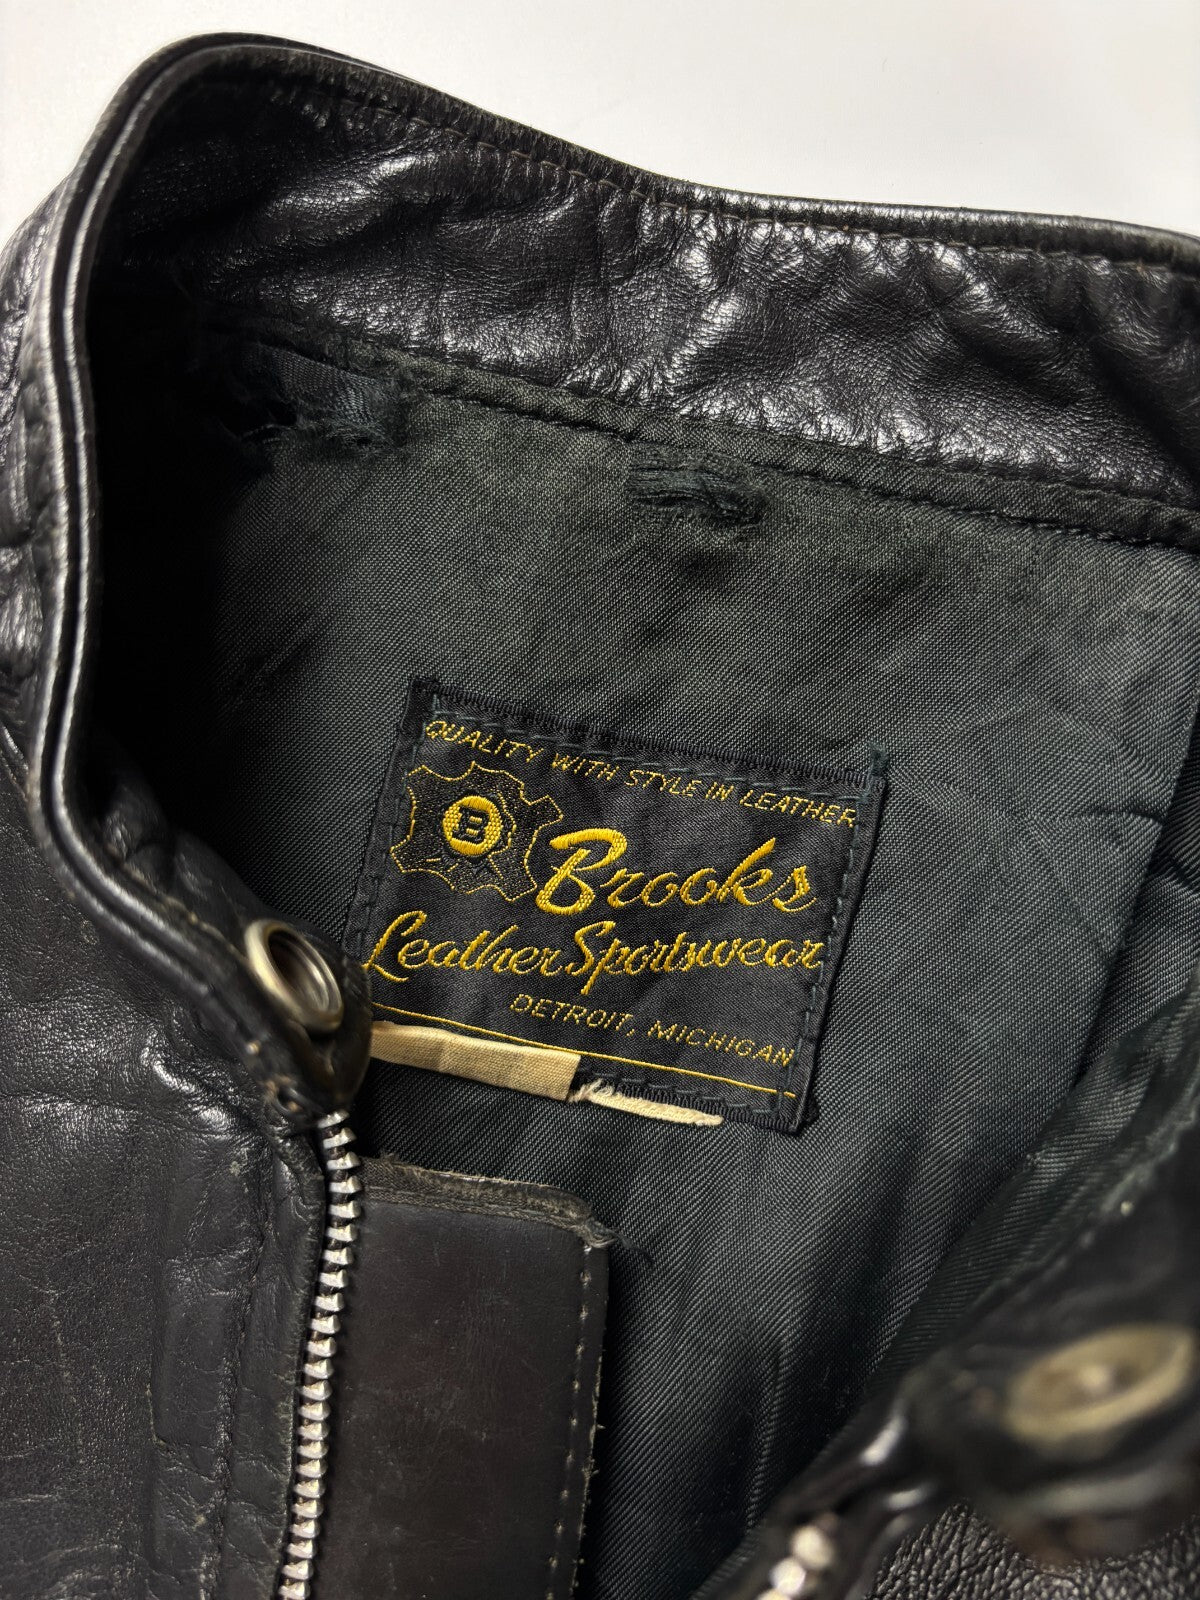 QUALITY WITH STYLE IN LEATHER
B
Brooks
Leather Sportswear
DETROIT, MICHIGAN